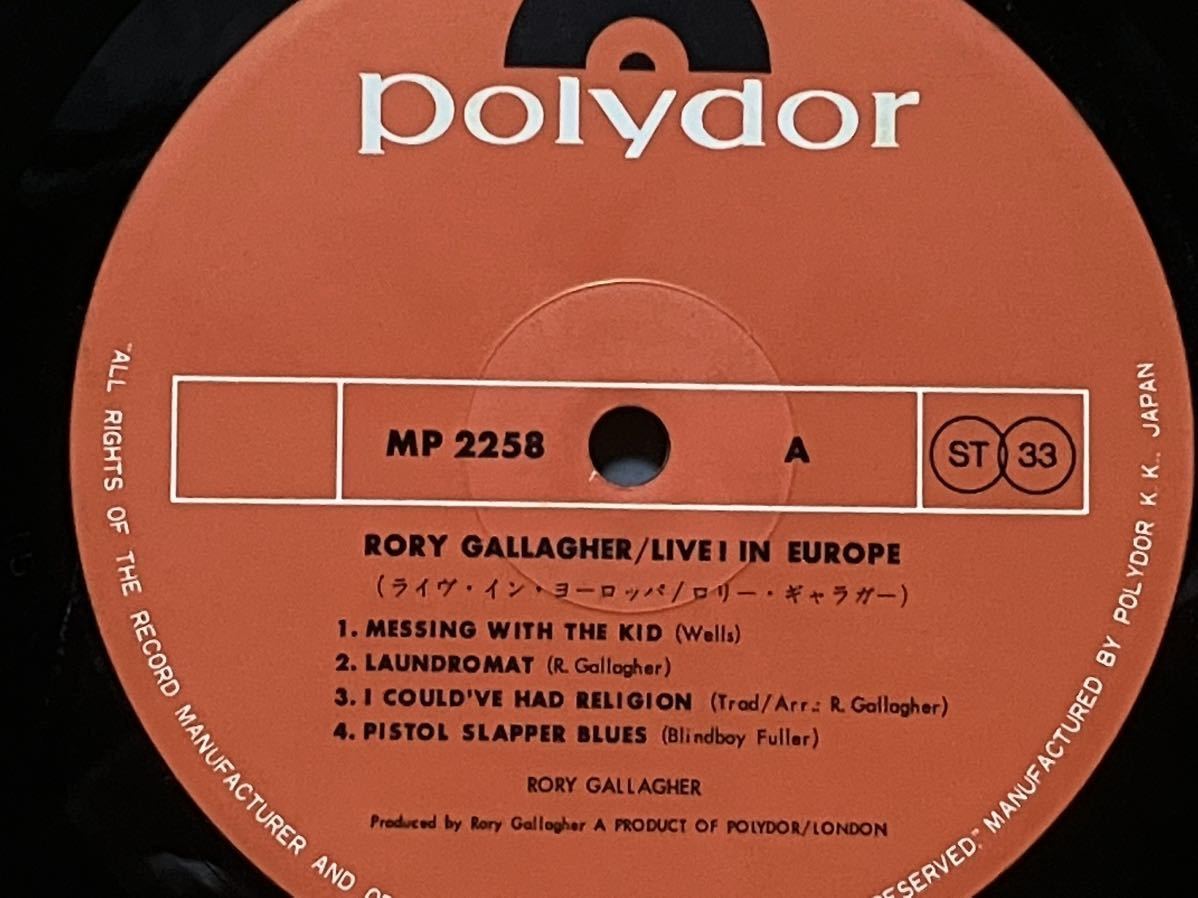 polydor
MP 2258
A
ST 33
RORY GALLAGHER/LIVE! IN EUROPE
(ライヴ・イン・ヨーロッパ/ロリー・ギャラガー)
1. MESSING WITH THE KID (Wells)
2. LAUNDROMAT (R. Gallagher)
3. I COULD'VE HAD RELIGION (Trad/Arr.: R. Gallagher)
4. PISTOL SLAPPER BLUES (Blindboy Fuller)
RORY GALLAGHER
Produced by Rory Gallagher A PRODUCT OF POLYDOR/LONDON
"ALL RIGHTS OF THE RECORD MANUFACTURER AND
RESERVED." MANUFACTURED BY POLYDOR K. K., JAPAN